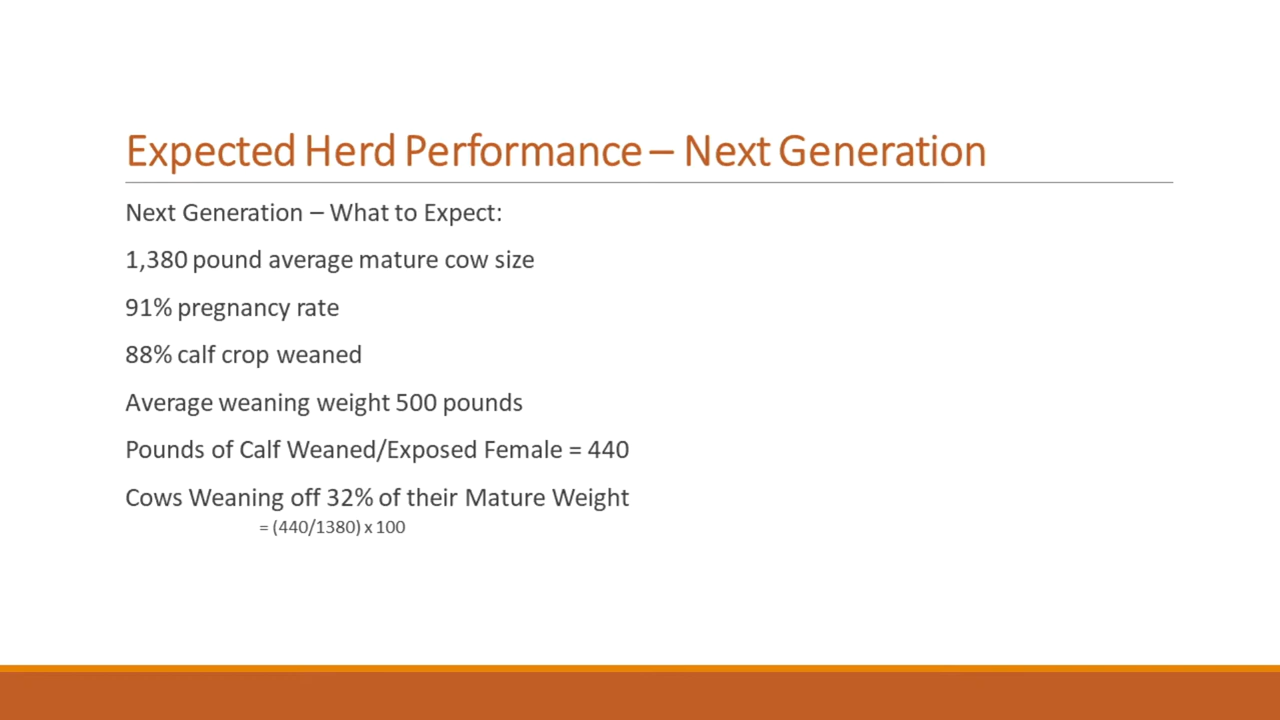 Expected Herd Performance – Next Generation
Next Generation – What to Expect:
1,380 pound average mature cow size
91% pregnancy rate
88% calf crop weaned
Average weaning weight 500 pounds
Pounds of Calf Weaned/Exposed Female = 440
Cows Weaning off 32% of their Mature Weight
= (440/1380) x 100